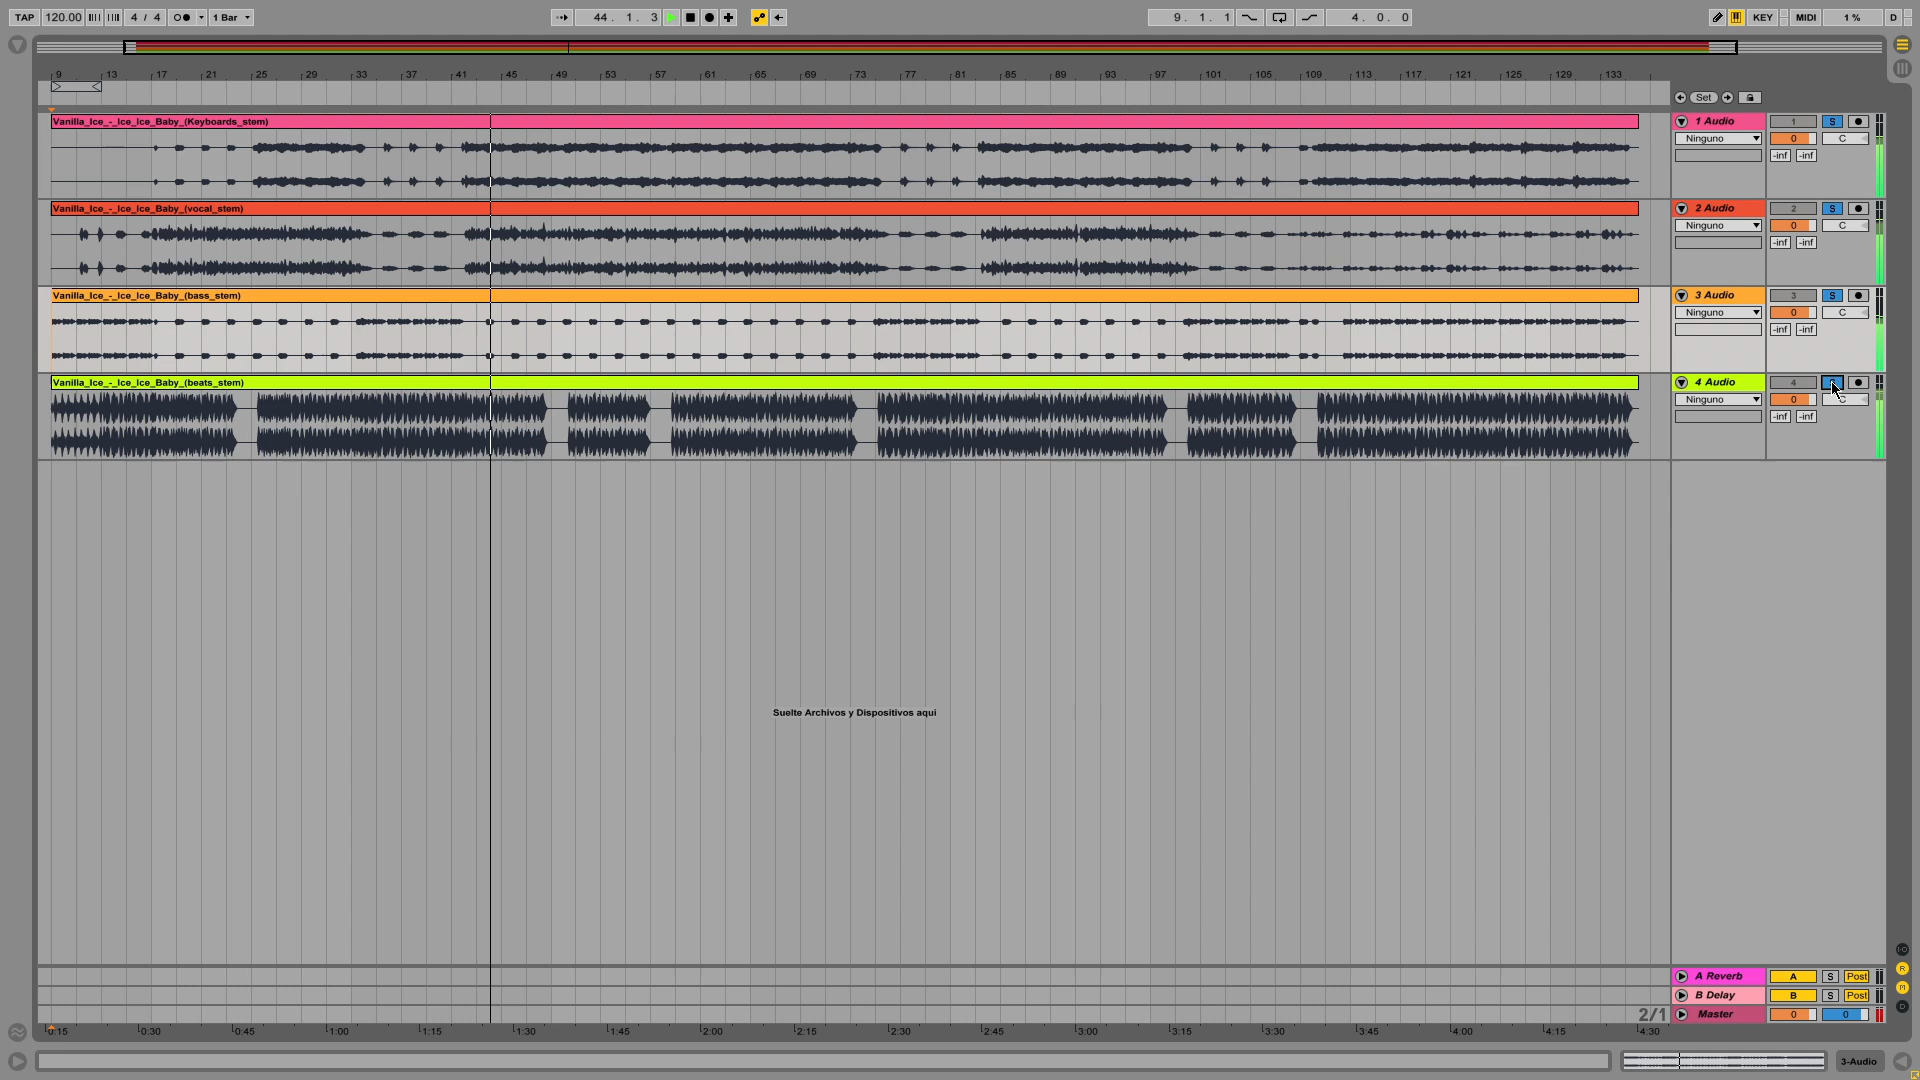 TAP 120.00 4 / 4 1 Bar 44. 1. 3 9. 1. 1 4. 0. 0 KEY MIDI 1 % D
9 13 17 21 25 29 33 37 41 45 49 53 57 61 65 69 73 77 81 85 89 93 97 101 105 109 113 117 121 125 129 133
Set
Vanilla_Ice_-_Ice_Ice_Baby_(Keyboards_stem) 1 Audio 1 S
Ninguno 0 C
-inf -inf
Vanilla_Ice_-_Ice_Ice_Baby_(vocal_stem) 2 Audio 2 S
Ninguno 0 C
-inf -inf
Vanilla_Ice_-_Ice_Ice_Baby_(bass_stem) 3 Audio 3 S
Ninguno 0 C
-inf -inf
Vanilla_Ice_-_Ice_Ice_Baby_(beats_stem) 4 Audio 4
Ninguno 0 C
-inf -inf
Suelte Archivos y Dispositivos aquí
A Reverb A S Post
B Delay B S Post
2/1 Master 0 0
0:15 0:30 0:45 1:00 1:15 1:30 1:45 2:00 2:15 2:30 2:45 3:00 3:15 3:30 3:45 4:00 4:15 4:30
3-Audio